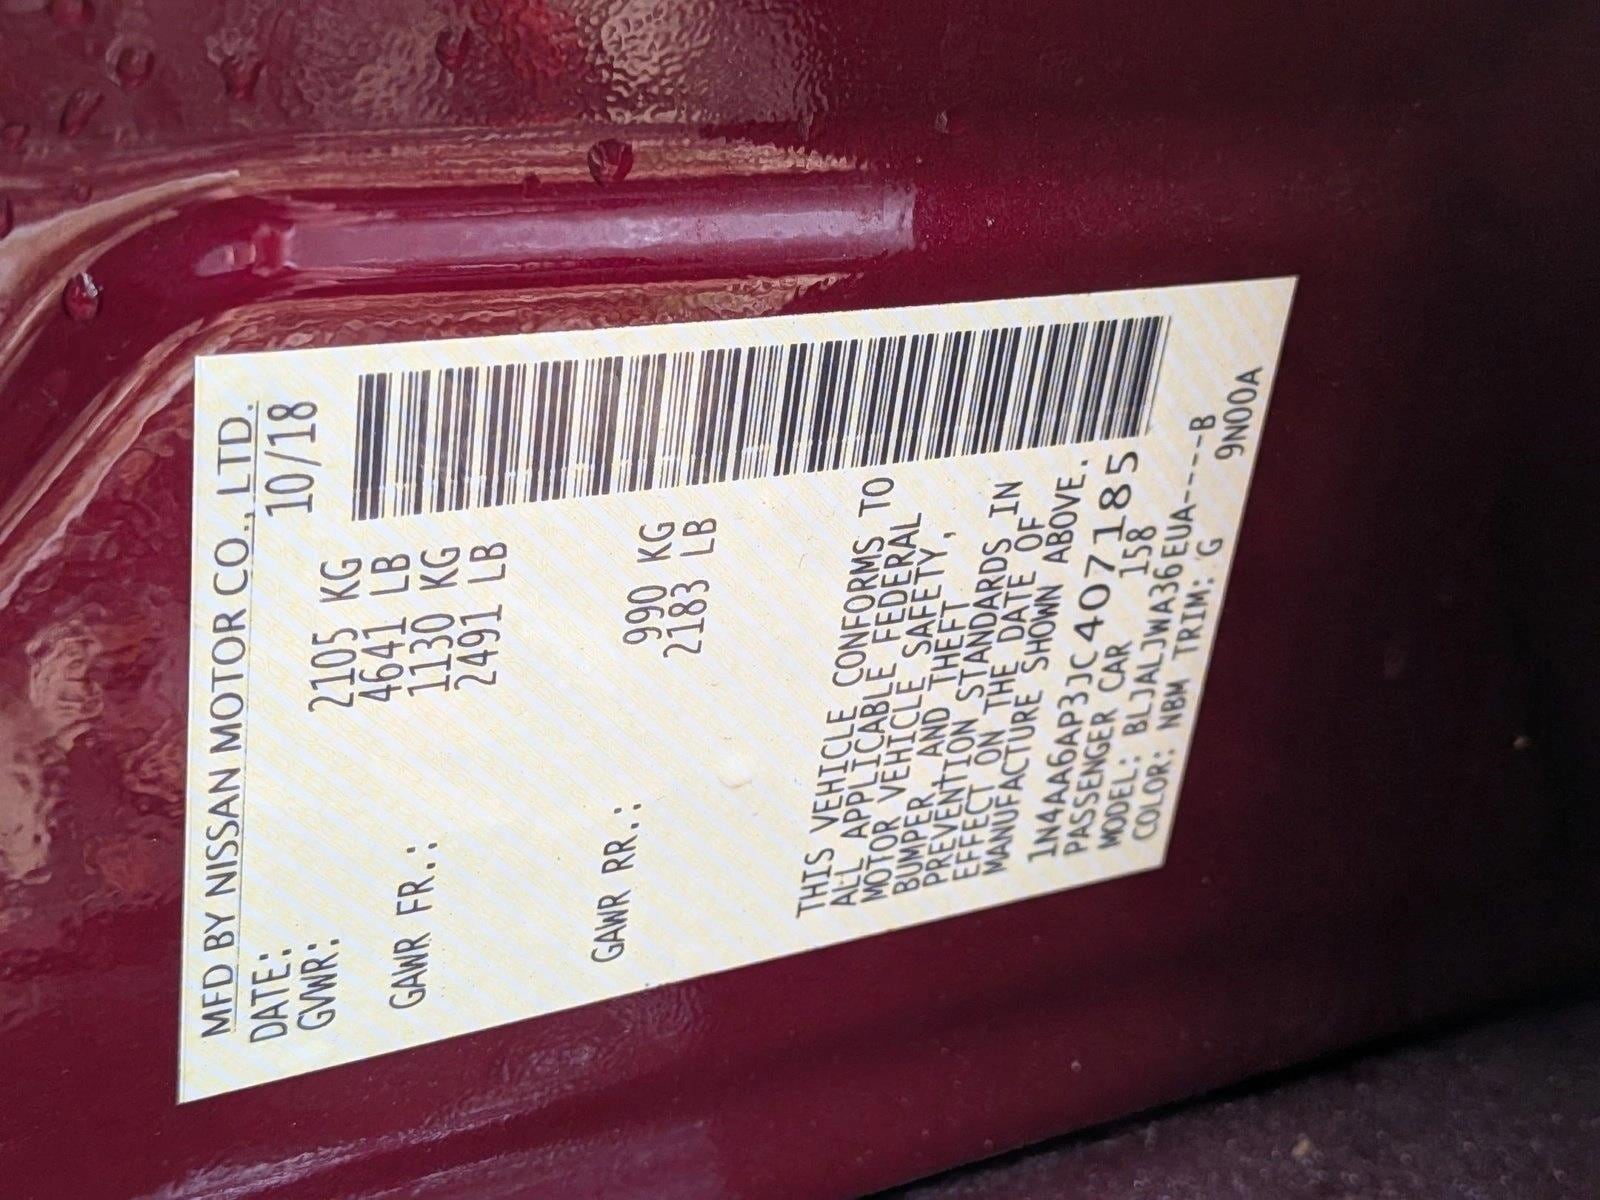 MFD BY NISSAN MOTOR CO., LTD.
DATE: 10/18
GVWR: 2105 KG
4641 LB
GAWR FR.: 1130 KG
2491 LB
GAWR RR.: 990 KG
2183 LB
THIS VEHICLE CONFORMS TO
ALL APPLICABLE FEDERAL
MOTOR VEHICLE SAFETY,
BUMPER AND THEFT
PREVENTION STANDARDS IN
EFFECT ON THE DATE OF
MANUFACTURE SHOWN ABOVE.
1N4AA6AP3JC407185
PASSENGER CAR 158
MODEL: BLJALJWA36EUA-----B
COLOR: NBM TRIM: G
9N00A